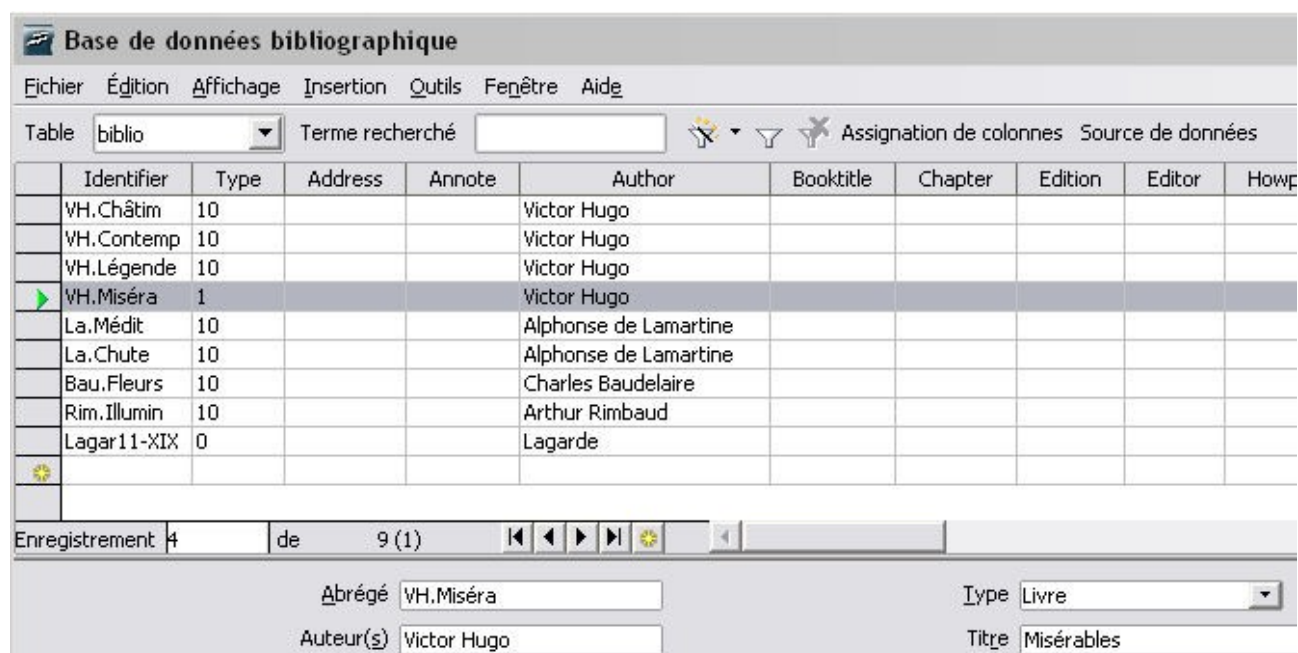 Base de données bibliographique
Fichier Édition Affichage Insertion Outils Fenêtre Aide
Table biblio Terme recherché Assignation de colonnes Source de données
Identifier Type Address Annote Author Booktitle Chapter Edition Editor Howp
VH.Châtim 10 Victor Hugo
VH.Contemp 10 Victor Hugo
VH.Légende 10 Victor Hugo
VH.Miséra 1 Victor Hugo
La.Médit 10 Alphonse de Lamartine
La.Chute 10 Alphonse de Lamartine
Bau.Fleurs 10 Charles Baudelaire
Rim.Illumin 10 Arthur Rimbaud
Lagar11-XIX 0 Lagarde
Enregistrement 4 de 9 (1)
Abrégé VH.Miséra Type Livre
Auteur(s) Victor Hugo Titre Misérables